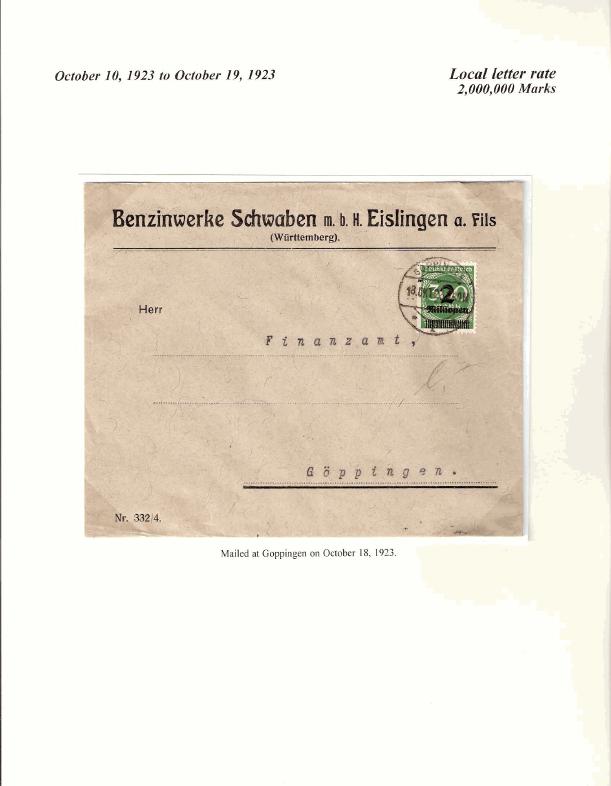 October 10, 1923 to October 19, 1923
Local letter rate
2,000,000 Marks
Benzinwerke Schwaben m. b. H. Eislingen a. Fils
(Württemberg).
Deutsches Reich
2
Millionen
Herr
Finanzamt,
Göppingen.
Nr. 332/4.
Mailed at Goppingen on October 18, 1923.